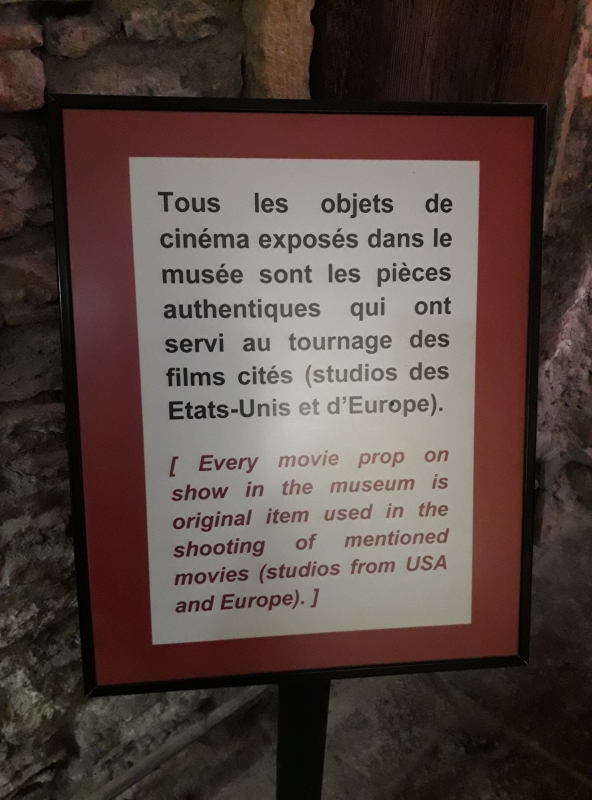 Tous les objets de
cinéma exposés dans le
musée sont les pièces
authentiques qui ont
servi au tournage des
films cités (studios des
Etats-Unis et d'Europe).
[ Every movie prop on
show in the museum is
original item used in the
shooting of mentioned
movies (studios from USA
and Europe). ]